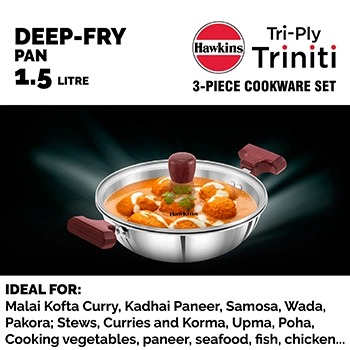 DEEP-FRY
PAN
1.5 LITRE
Hawkins
Tri-Ply
Triniti
3-PIECE COOKWARE SET
Hawkins
IDEAL FOR:
Malai Kofta Curry, Kadhai Paneer, Samosa, Wada,
Pakora; Stews, Curries and Korma, Upma, Poha,
Cooking vegetables, paneer, seafood, fish, chicken...